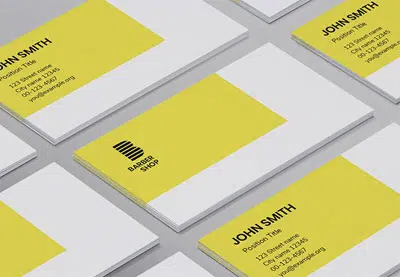 JOHN SMITH
Position Title
123 Street name
City name 12345
00-123-4567
you@example.org
JOHN SMITH
Position Title
123 Street name
City name 12345
00-123-4567
you@example.org
BARBER
SHOP
JOHN SMITH
Position Title
123 Street name
City name 12345
00-123-4567
you@example.org